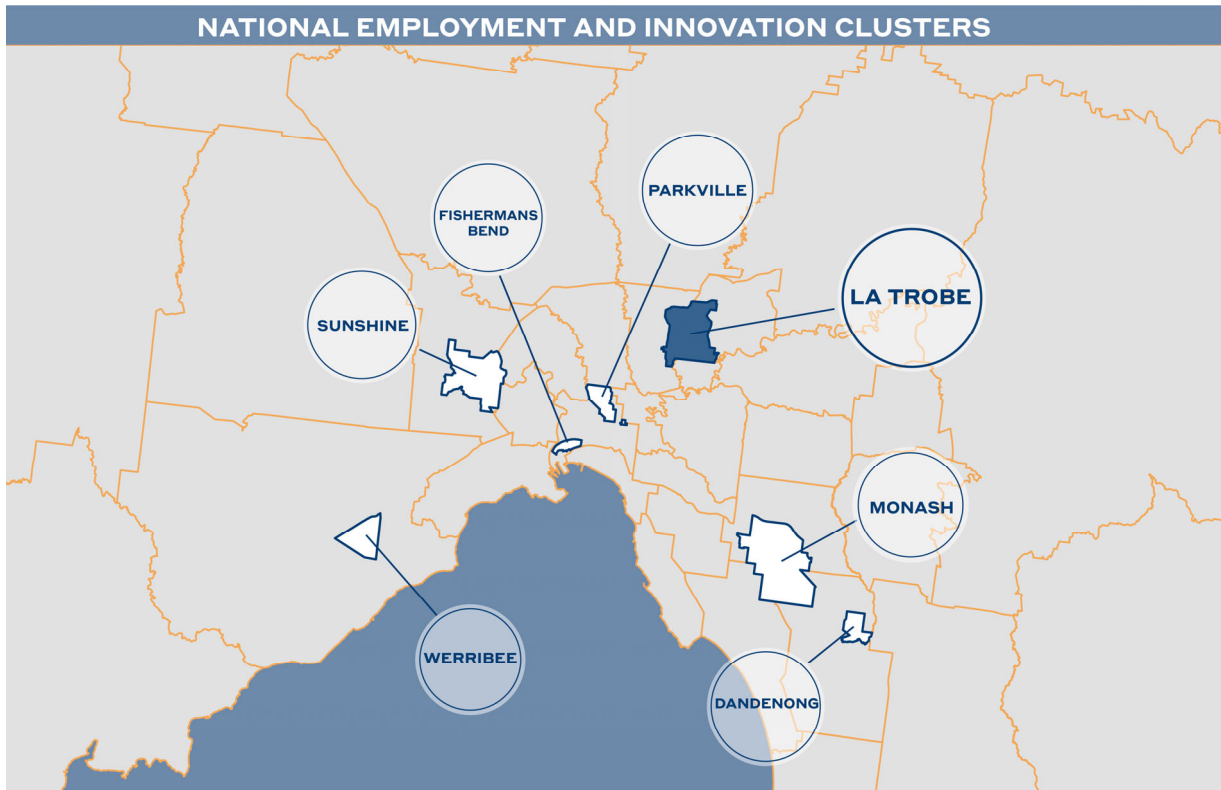 NATIONAL EMPLOYMENT AND INNOVATION CLUSTERS
PARKVILLE
FISHERMANS
BEND
LA TROBE
SUNSHINE
MONASH
WERRIBEE
DANDENONG